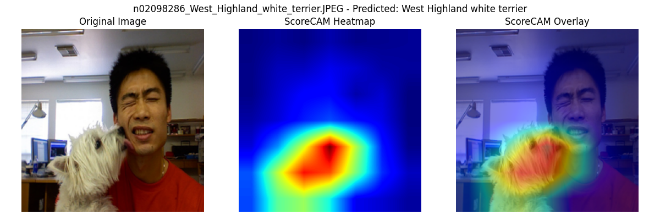 n02098286_West_Highland_white_terrier.JPEG - Predicted: West Highland white terrier
Original Image
ScoreCAM Heatmap
ScoreCAM Overlay